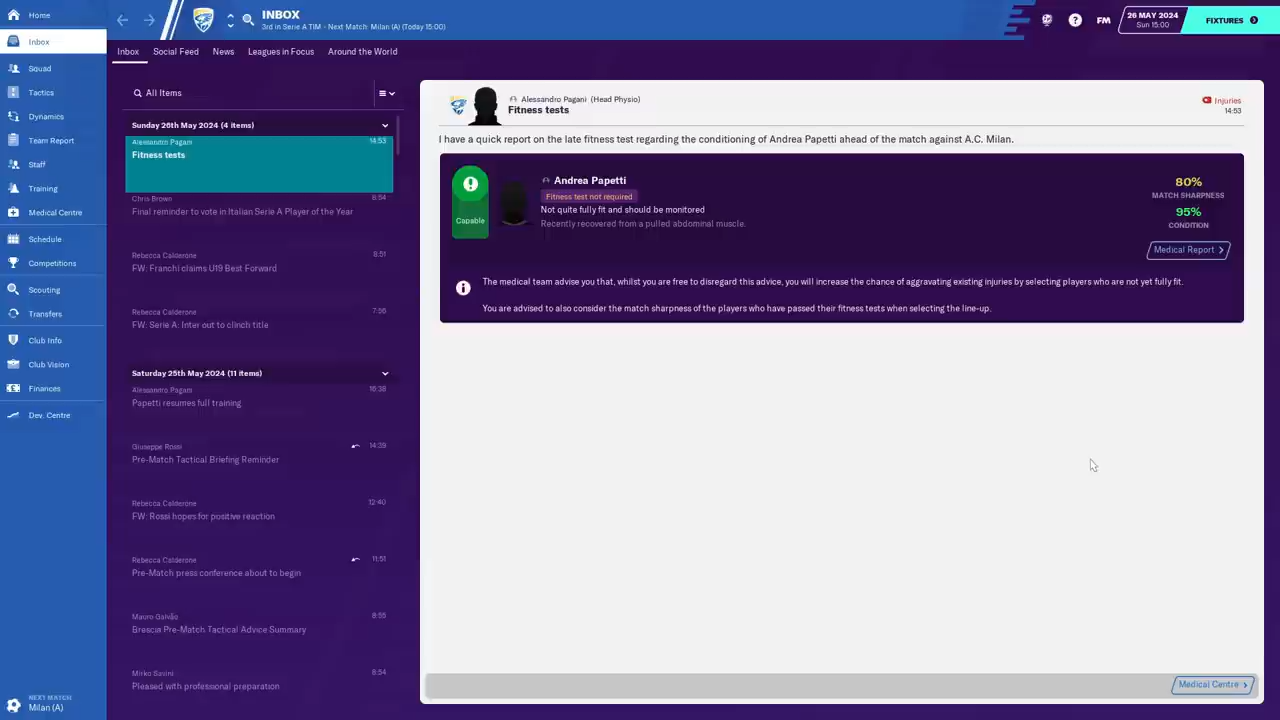 Home
Inbox
Squad
Tactics
Dynamics
Team Report
Staff
Training
Medical Centre
Schedule
Competitions
Scouting
Transfers
Club Info
Club Vision
Finances
Dev. Centre
NEXT MATCH
Milan (A)
INBOX
3rd in Serie A TIM - Next Match: Milan (A) (Today 15:00)
FM
26 MAY 2024
Sun 15:00
FIXTURES
Inbox
Social Feed
News
Leagues in Focus
Around the World
All Items
Sunday 26th May 2024 (4 items)
Alessandro Pagani
14:53
Fitness tests
Chris Brown
8:54
Final reminder to vote in Italian Serie A Player of the Year
Rebecca Calderone
8:51
FW: Franchi claims U19 Best Forward
Rebecca Calderone
7:56
FW: Serie A: Inter out to clinch title
Saturday 25th May 2024 (11 items)
Alessandro Pagani
16:38
Papetti resumes full training
Giuseppe Rossi
14:39
Pre-Match Tactical Briefing Reminder
Rebecca Calderone
12:40
FW: Rossi hopes for positive reaction
Rebecca Calderone
11:51
Pre-Match press conference about to begin
Mauro Galvão
8:55
Brescia Pre-Match Tactical Advice Summary
Mirko Savini
8:54
Pleased with professional preparation
Alessandro Pagani (Head Physio)
Fitness tests
Injuries
14:53
I have a quick report on the late fitness test regarding the conditioning of Andrea Papetti ahead of the match against A.C. Milan.
Capable
Andrea Papetti
Fitness test not required
Not quite fully fit and should be monitored
Recently recovered from a pulled abdominal muscle.
80%
MATCH SHARPNESS
95%
CONDITION
Medical Report
The medical team advise you that, whilst you are free to disregard this advice, you will increase the chance of aggravating existing injuries by selecting players who are not yet fully fit.
You are advised to also consider the match sharpness of the players who have passed their fitness tests when selecting the line-up.
Medical Centre